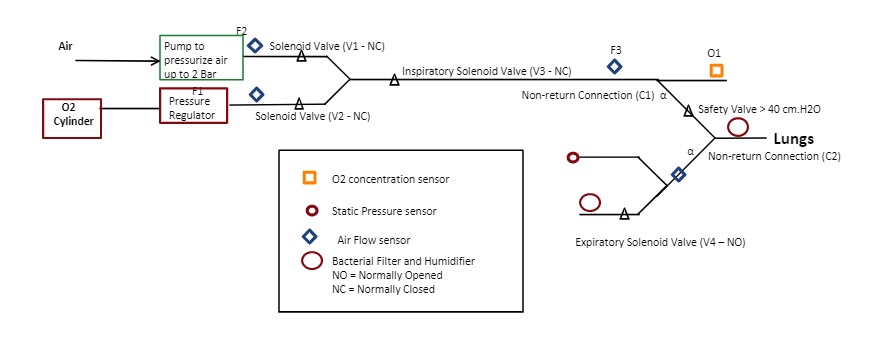 F2
Air
Pump to
pressurize air
up to 2 Bar
Solenoid Valve (V1 - NC)
F3
O1
Inspiratory Solenoid Valve (V3 - NC)
F1
O2
Cylinder
Pressure
Regulator
Solenoid Valve (V2 - NC)
Non-return Connection (C1) α
Safety Valve > 40 cm.H2O
Lungs
α
Non-return Connection (C2)
O2 concentration sensor
Static Pressure sensor
Air Flow sensor
Bacterial Filter and Humidifier
NO = Normally Opened
NC = Normally Closed
Expiratory Solenoid Valve (V4 – NO)